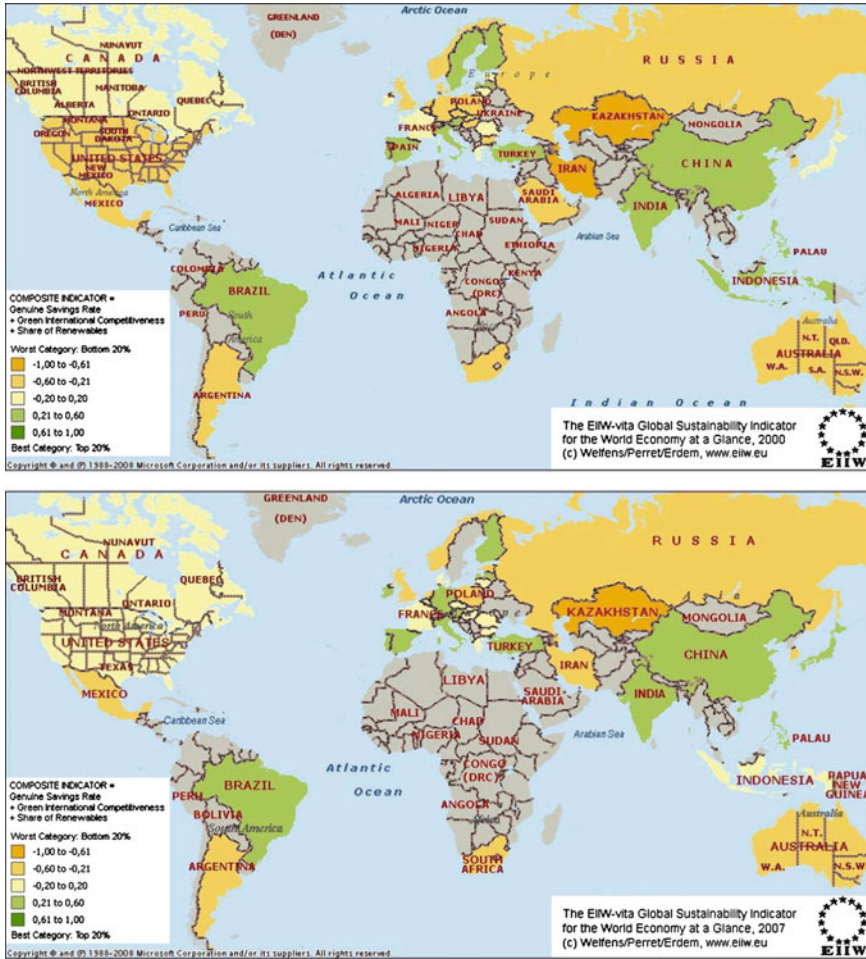 Arctic Ocean
GREENLAND
(DEN)
NUNAVUT
CANADA
RUSSIA
NORTHWEST TERRITORIES
BRITISH
COLUMBIA
MANITOBA
ALBERTA
QUEBEC
ONTARIO
MONTANA
OREGON
SOUTH
DAKOTA
UNITED STATES
NEW
MEXICO
North America
MEXICO
Caribbean Sea
Europe
POLAND
UKRAINE
FRANCE
SPAIN
TURKEY
KAZAKHSTAN
Asia
MONGOLIA
CHINA
IRAN
SAUDI
ARABIA
INDIA
ALGERIA
LIBYA
MALI
NIGER
CHAD
SUDAN
NIGERIA
ETHIOPIA
KENYA
CONGO
(DRC)
ANGOLA
Africa
Arabian Sea
PALAU
INDONESIA
Atlantic
Ocean
COLOMBIA
BRAZIL
PERU
South
America
ARGENTINA
Indian Ocean
Australia
N.T.
QLD.
AUSTRALIA
W.A.
S.A.
N.S.W.
COMPOSITE INDICATOR =
Genuine Savings Rate
+ Green International Competitiveness
+ Share of Renewables
Worst Category: Bottom 20%
-1,00 to -0,61
-0,60 to -0,21
-0,20 to 0,20
0,21 to 0,60
0,61 to 1,00
Best Category: Top 20%
The EIIW-vita Global Sustainability Indicator
for the World Economy at a Glance, 2000
(c) Welfens/Perret/Erdem, www.eiiw.eu
EIIW
Copyright © and (P) 1988-2008 Microsoft Corporation and/or its suppliers. All rights reserved.
GREENLAND
(DEN)
Arctic Ocean
NUNAVUT
CANADA
RUSSIA
BRITISH
COLUMBIA
QUEBEC
MONTANA
ONTARIO
North America
UNITED STATES
TEXAS
MEXICO
Caribbean Sea
POLAND
Europe
FRANCE
TURKEY
KAZAKHSTAN
Asia
MONGOLIA
CHINA
IRAN
SAUDI
ARABIA
INDIA
LIBYA
MALI
CHAD
NIGERIA
SUDAN
CONGO
(DRC)
ANGOLA
Africa
SOUTH
AFRICA
Arabian Sea
PALAU
INDONESIA
PAPUA
NEW
GUINEA
Atlantic
Ocean
BRAZIL
PERU
BOLIVIA
South America
ARGENTINA
Australia
N.T.
AUSTRALIA
W.A.
N.S.W.
COMPOSITE INDICATOR =
Genuine Savings Rate
+ Green International Competitiveness
+ Share of Renewables
Worst Category: Bottom 20%
-1,00 to -0,61
-0,60 to -0,21
-0,20 to 0,20
0,21 to 0,60
0,61 to 1,00
Best Category: Top 20%
The EIIW-vita Global Sustainability Indicator
for the World Economy at a Glance, 2007
(c) Welfens/Perret/Erdem, www.eiiw.eu
EIIW
Copyright © and (P) 1988-2008 Microsoft Corporation and/or its suppliers. All rights reserved.